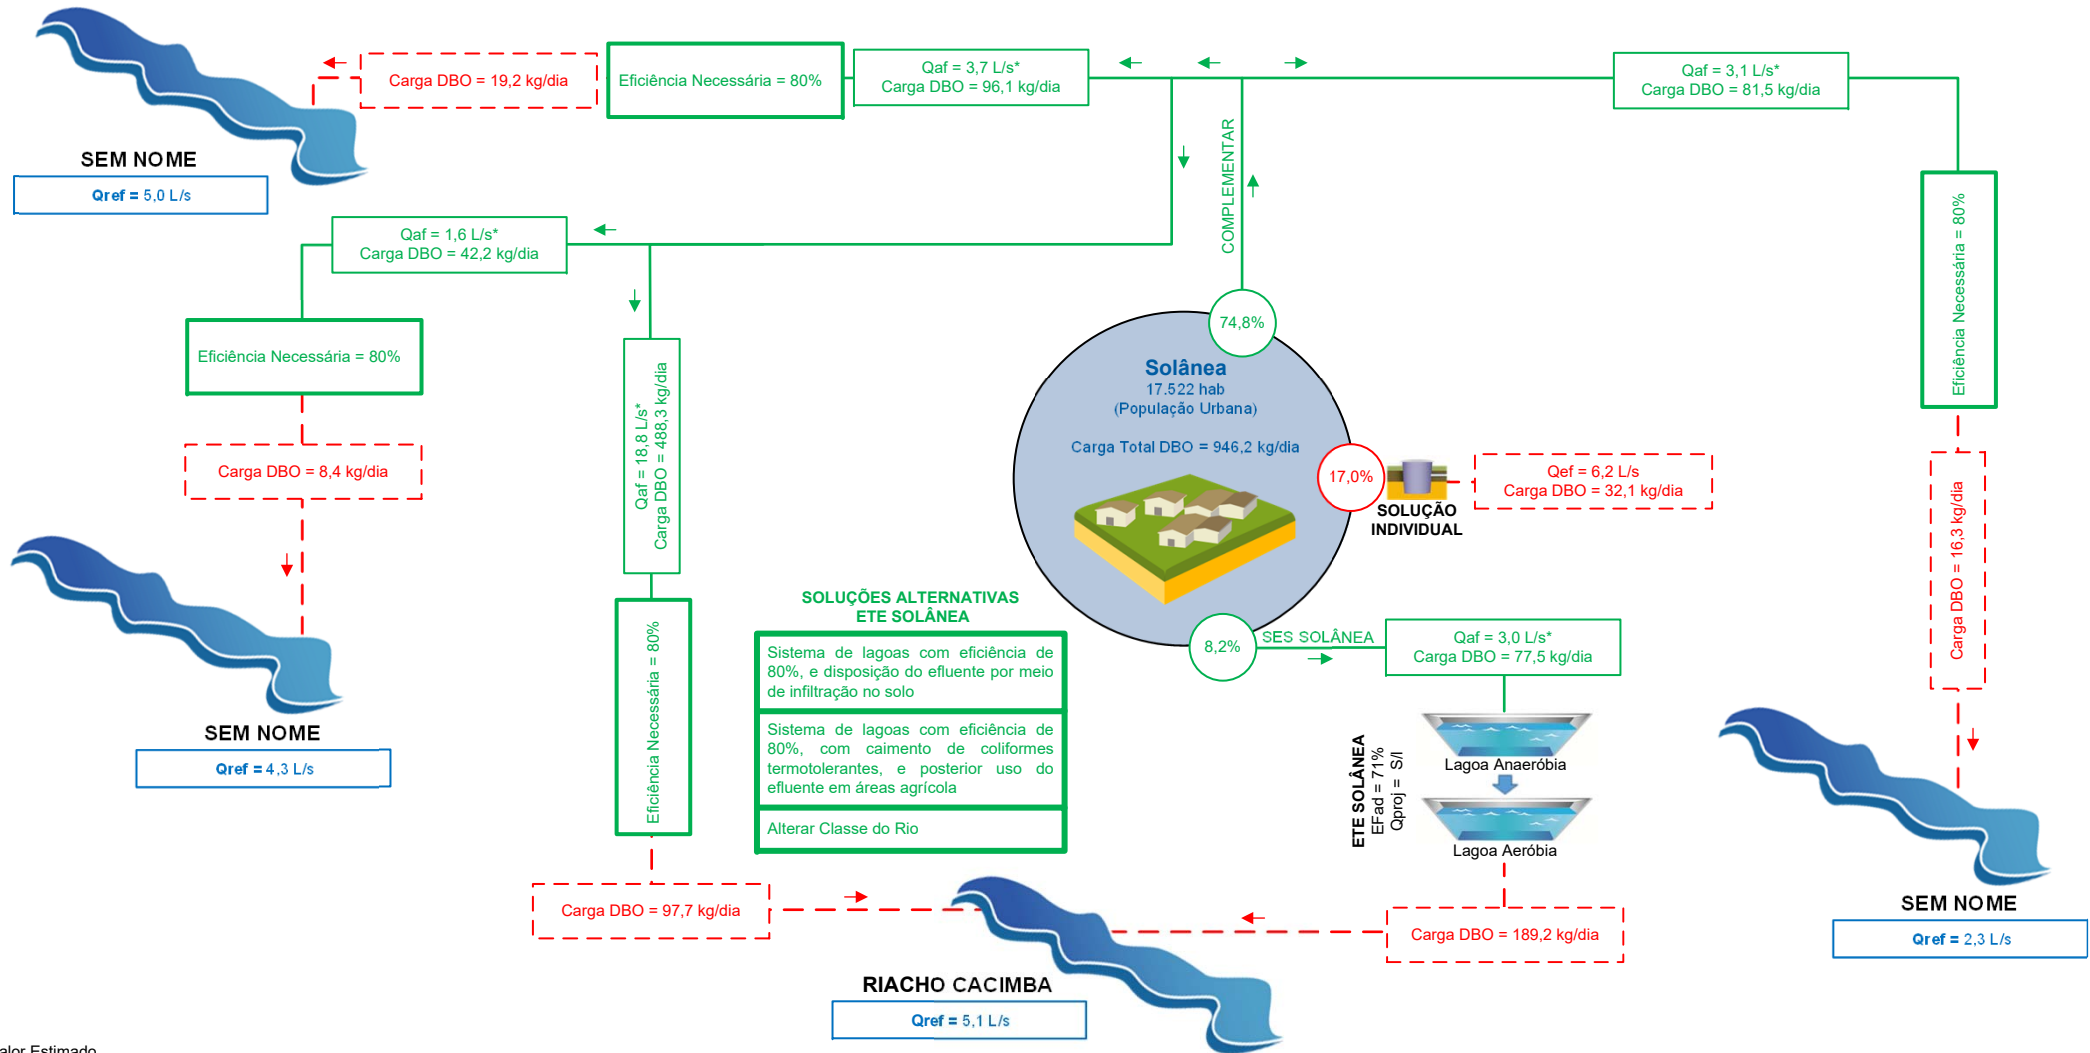 Carga DBO = 19,2 kg/dia
Eficiência Necessária = 80%
Qaf = 3,7 L/s*
Carga DBO = 96,1 kg/dia
Qaf = 3,1 L/s*
Carga DBO = 81,5 kg/dia
SEM NOME
Qref = 5,0 L/s
COMPLEMENTAR
Qaf = 1,6 L/s*
Carga DBO = 42,2 kg/dia
Eficiência Necessária = 80%
Eficiência Necessária = 80%
Carga DBO = 8,4 kg/dia
Qaf = 18,8 L/s*
Carga DBO = 488,3 kg/dia
74,8%
Solânea
17.522 hab
(População Urbana)
Carga Total DBO = 946,2 kg/dia
17,0%
SOLUÇÃO
INDIVIDUAL
Qef = 6,2 L/s
Carga DBO = 32,1 kg/dia
Carga DBO = 16,3 kg/dia
SEM NOME
Qref = 4,3 L/s
Eficiência Necessária = 80%
SOLUÇÕES ALTERNATIVAS
ETE SOLÂNEA
Sistema de lagoas com eficiência de
80%, e disposição do efluente por meio
de infiltração no solo
Sistema de lagoas com eficiência de
80%, com caimento de coliformes
termotolerantes, e posterior uso do
efluente em áreas agrícola
Alterar Classe do Rio
8,2%
SES SOLÂNEA
Qaf = 3,0 L/s*
Carga DBO = 77,5 kg/dia
ETE SOLÂNEA
EFad = 71%
Qproj = S/I
Lagoa Anaeróbia
Lagoa Aeróbia
Carga DBO = 97,7 kg/dia
Carga DBO = 189,2 kg/dia
SEM NOME
Qref = 2,3 L/s
RIACHO CACIMBA
Qref = 5,1 L/s
alor Estimado